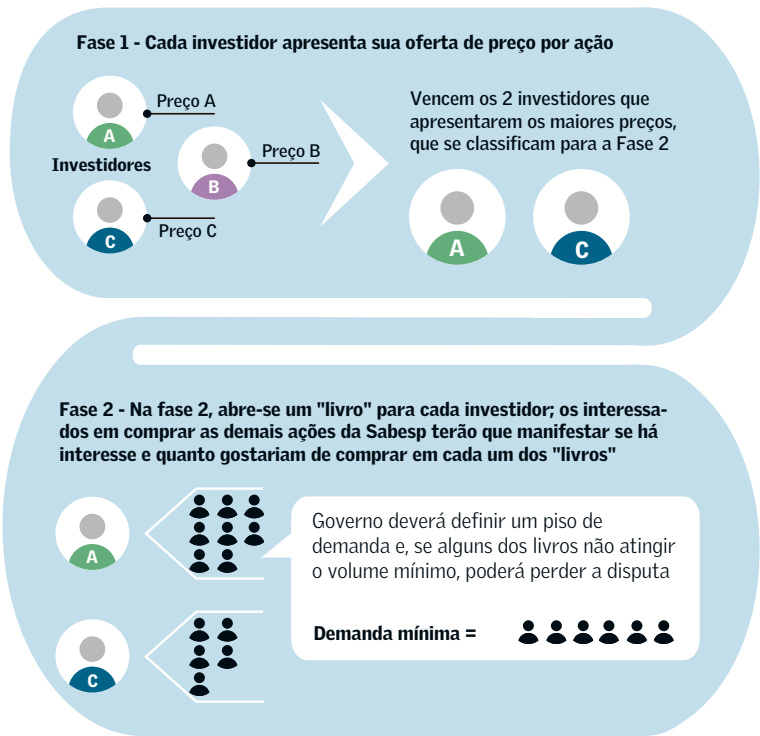 Fase 1 - Cada investidor apresenta sua oferta de preço por ação
Preço A
A
Investidores
Preço B
B
Preço C
C
Vencem os 2 investidores que
apresentarem os maiores preços,
que se classificam para a Fase 2
A
C
Fase 2 - Na fase 2, abre-se um "livro" para cada investidor; os interessa-
dos em comprar as demais ações da Sabesp terão que manifestar se há
interesse e quanto gostariam de comprar em cada um dos "livros"
A
Governo deverá definir um piso de
demanda e, se alguns dos livros não atingir
o volume mínimo, poderá perder a disputa
Demanda mínima =
C